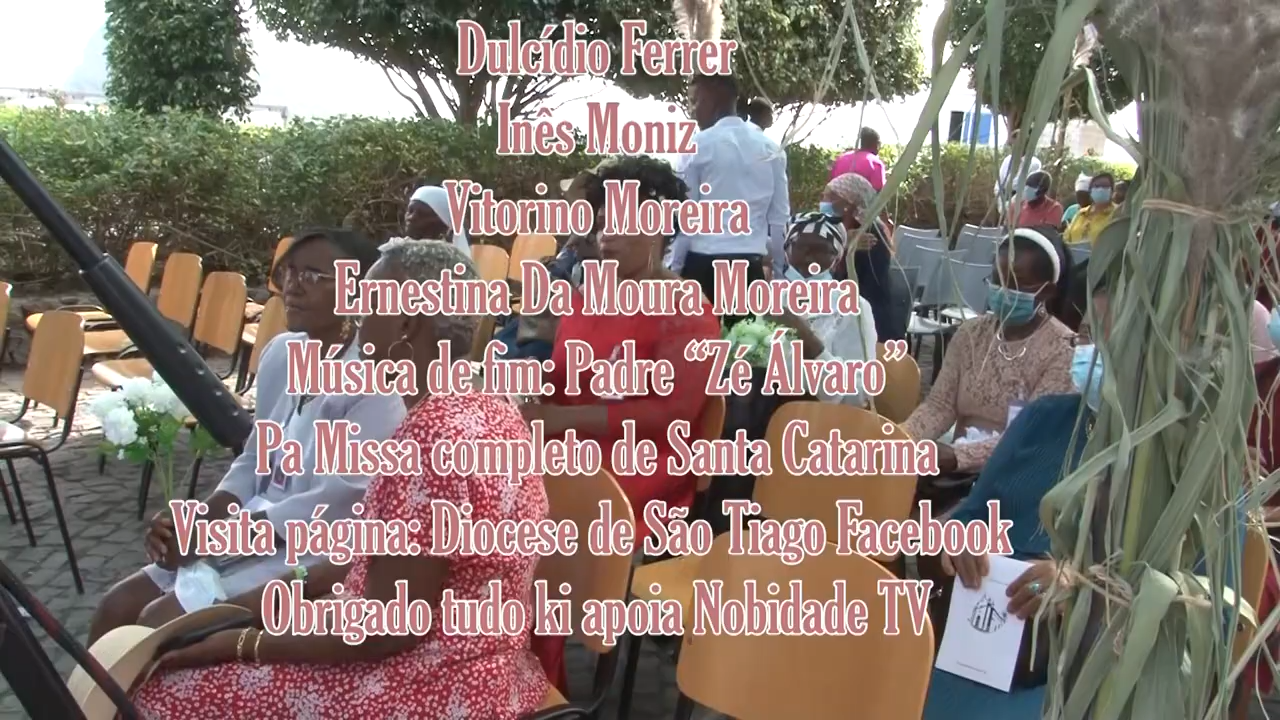 Dulcídio Ferrer
Inês Moniz
Vitorino Moreira
Ernestina Da Moura Moreira
Música de fim: Padre “Zé Álvaro”
Pa Missa completo de Santa Catarina
Visita página: Diocese de São Tiago Facebook
Obrigado tudo ki apoia Nobidade TV